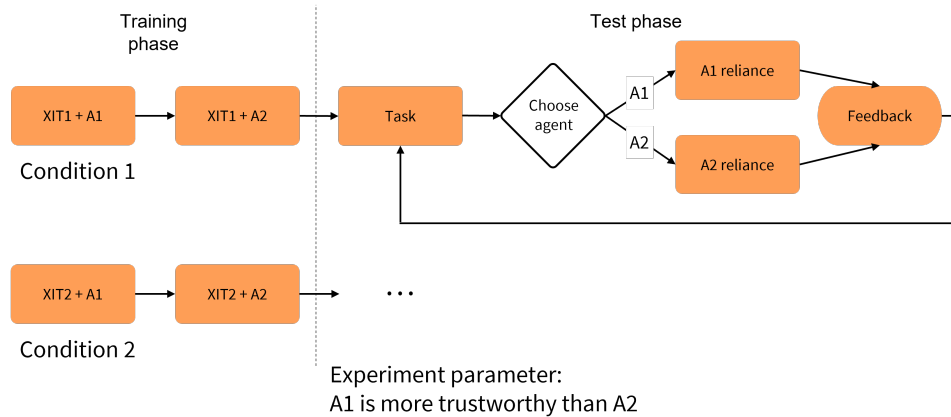 Training
phase
Test phase
XIT1 + A1
XIT1 + A2
Task
Choose
agent
A1
A2
A1 reliance
A2 reliance
Feedback
Condition 1
XIT2 + A1
XIT2 + A2
...
Condition 2
Experiment parameter:
A1 is more trustworthy than A2